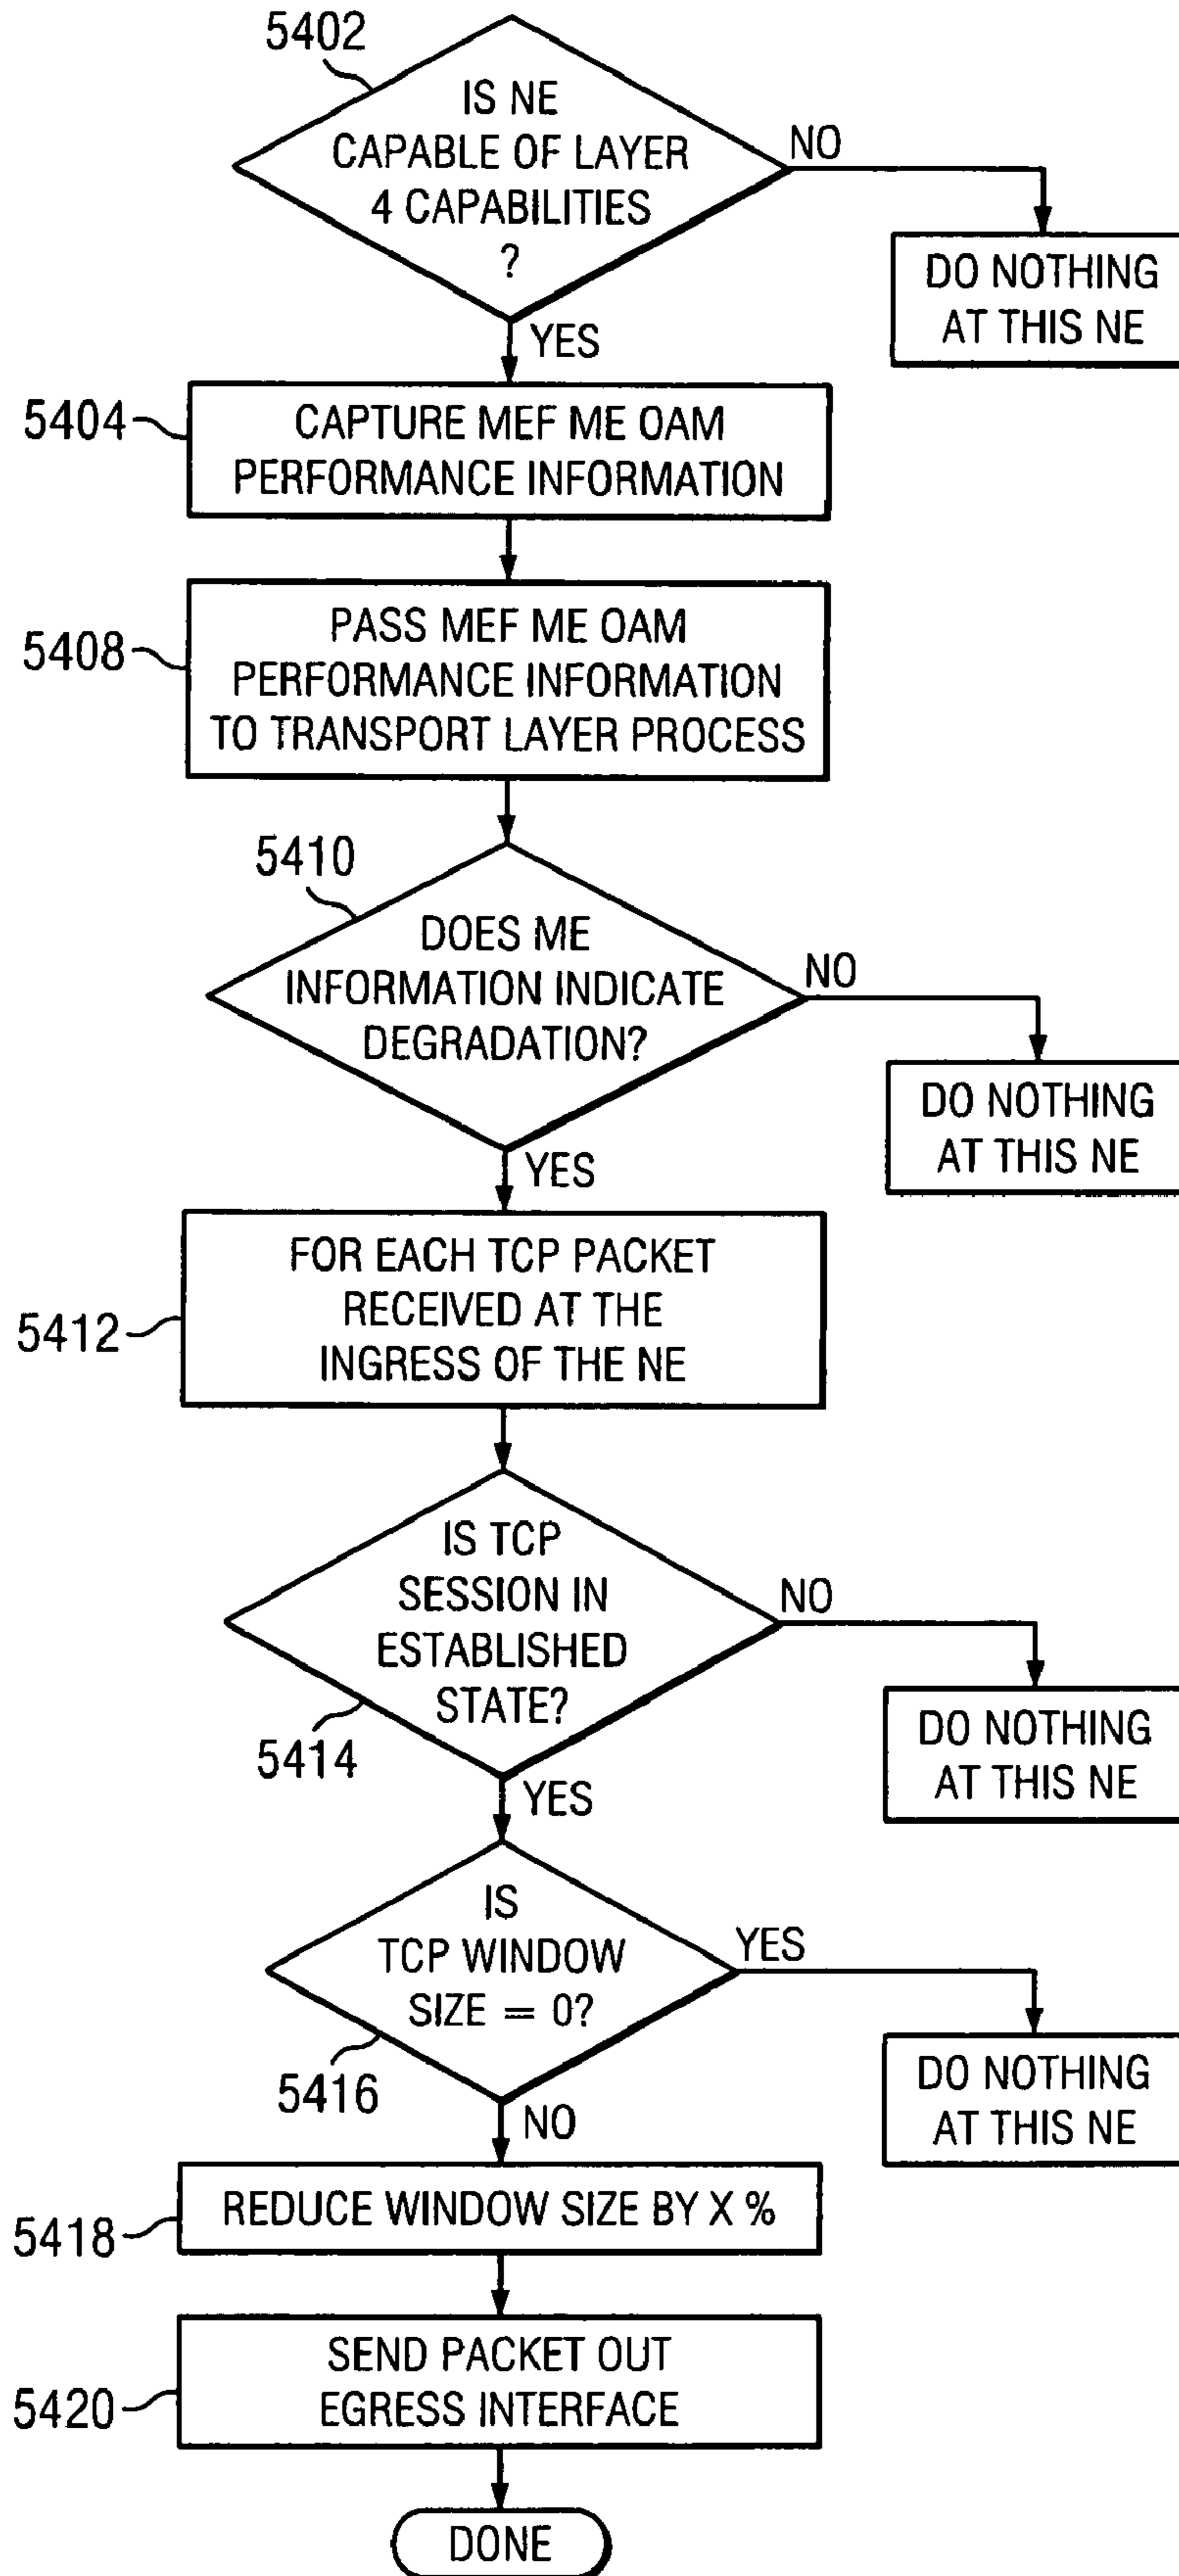 5402
IS NE
CAPABLE OF LAYER
4 CAPABILITIES
?
NO
DO NOTHING
AT THIS NE
YES
5404
CAPTURE MEF ME OAM
PERFORMANCE INFORMATION
5408
PASS MEF ME OAM
PERFORMANCE INFORMATION
TO TRANSPORT LAYER PROCESS
5410
DOES ME
INFORMATION INDICATE
DEGRADATION?
NO
DO NOTHING
AT THIS NE
YES
5412
FOR EACH TCP PACKET
RECEIVED AT THE
INGRESS OF THE NE
IS TCP
SESSION IN
ESTABLISHED
STATE?
5414
NO
DO NOTHING
AT THIS NE
YES
IS
TCP WINDOW
SIZE = 0?
5416
YES
DO NOTHING
AT THIS NE
NO
5418
REDUCE WINDOW SIZE BY X %
5420
SEND PACKET OUT
EGRESS INTERFACE
DONE